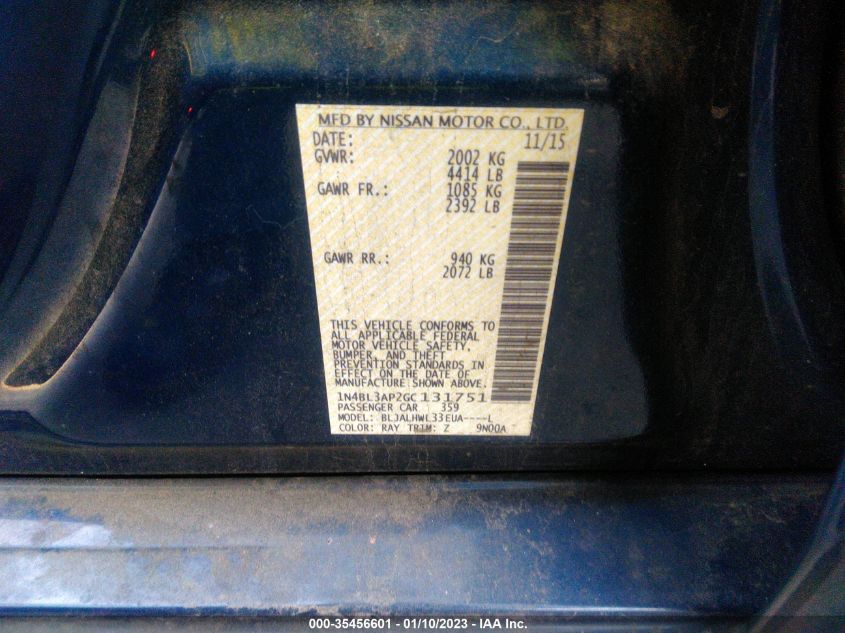 MFD BY NISSAN MOTOR CO., LTD.
DATE: 11/15
GVWR: 2002 KG
4414 LB
GAWR FR.: 1085 KG
2392 LB
GAWR RR.: 940 KG
2072 LB
THIS VEHICLE CONFORMS TO
ALL APPLICABLE FEDERAL
MOTOR VEHICLE SAFETY,
BUMPER, AND THEFT
PREVENTION STANDARDS IN
EFFECT ON THE DATE OF
MANUFACTURE SHOWN ABOVE.
1N4BL3AP2GC131751
PASSENGER CAR 359
MODEL: BLJALHWL33EUA----L
COLOR: RAY TRIM: Z 9N00A
000-35456601 - 01/10/2023 - IAA Inc.